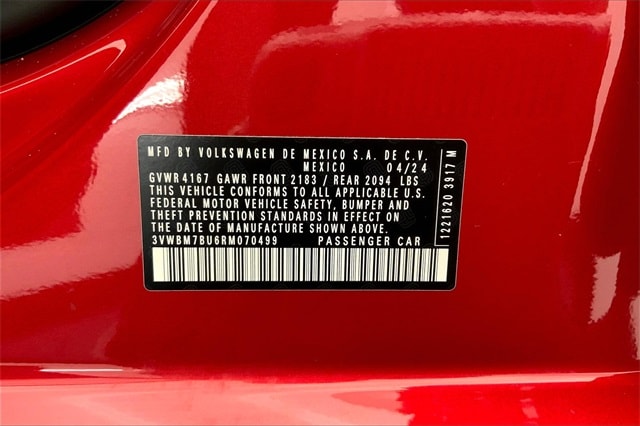 MFD BY VOLKSWAGEN DE MEXICO S.A. DE C.V.
MEXICO 04/24
GVWR 4167 GAWR FRONT 2183 / REAR 2094 LBS
THIS VEHICLE CONFORMS TO ALL APPLICABLE U.S.
FEDERAL MOTOR VEHICLE SAFETY, BUMPER AND
THEFT PREVENTION STANDARDS IN EFFECT ON
THE DATE OF MANUFACTURE SHOWN ABOVE.
3VWBM7BU6RM070499 PASSENGER CAR
1221620 3917 M